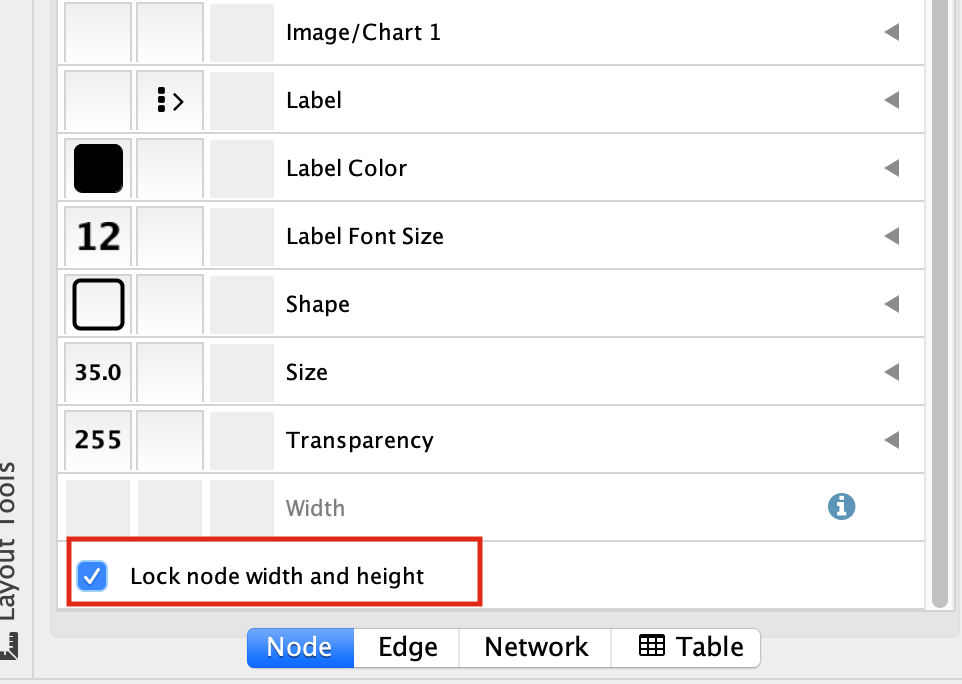 Image/Chart 1
Label
Label Color
12
Label Font Size
Shape
35.0
Size
255
Transparency
Width
Lock node width and height
Layout Tools
Node
Edge
Network
Table